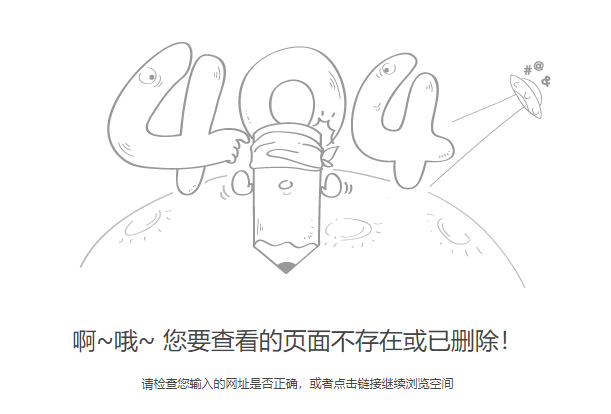 404
#@&
啊~哦~ 您要查看的页面不存在或已删除！
请检查您输入的网址是否正确，或者点击链接继续浏览空间